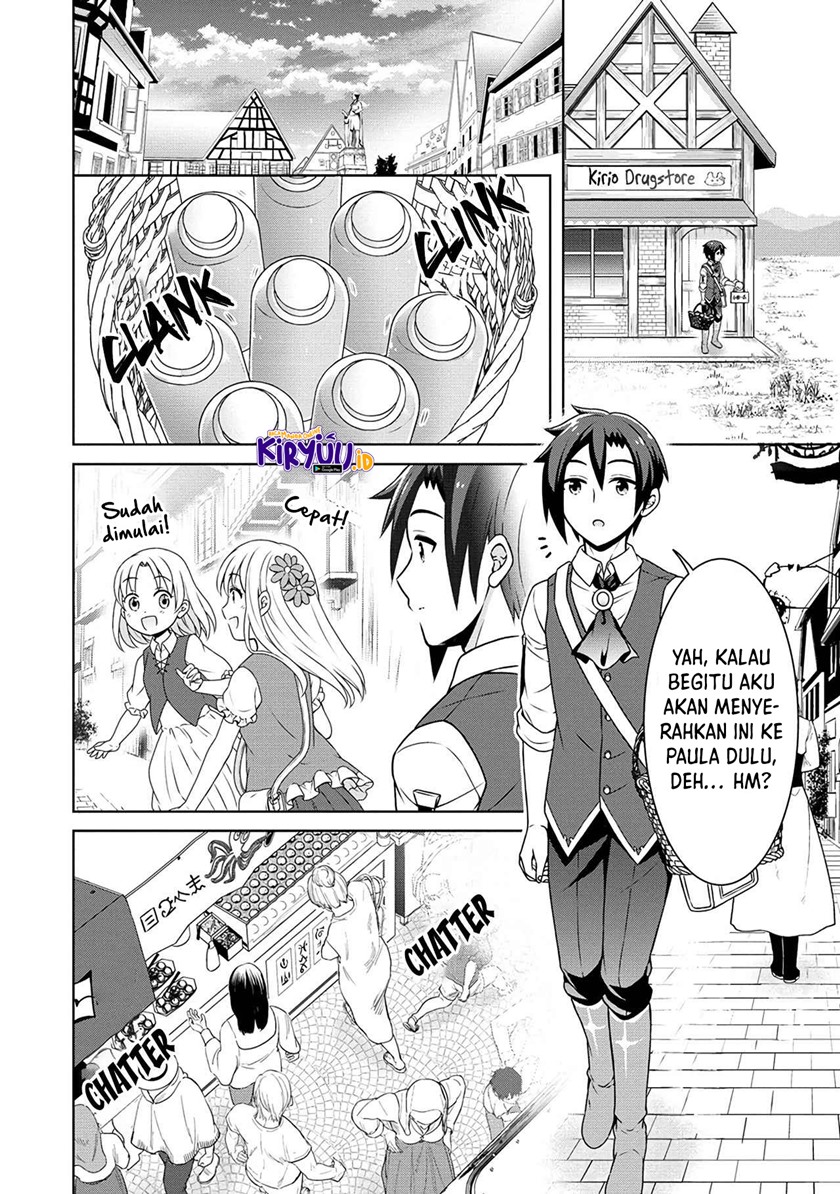 Kirio Drugstore
CLINK
CLANK
KIRYUU.ID
YAH, KALAU
BEGITU AKU
AKAN MENYE-
RAHKAN INI KE
PAULA DULU,
DEH... HM?
Cepat!
Sudah
dimulai!
CHATTER
CHATTER